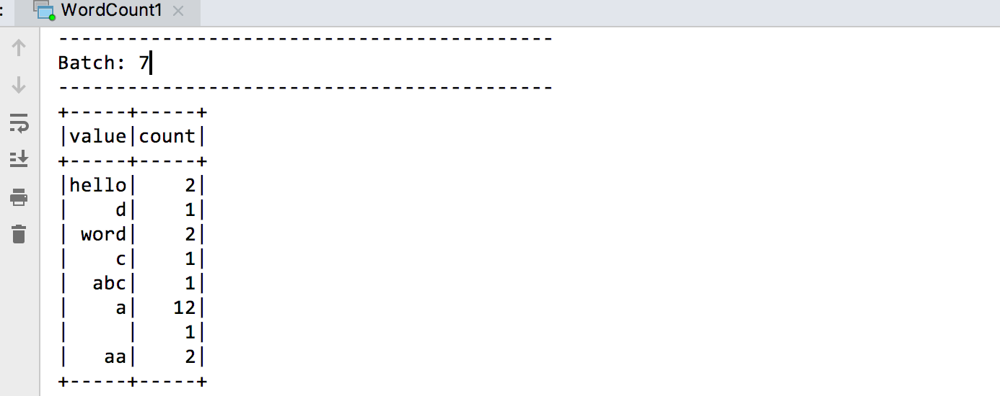 : WordCount1
-------------------------------------------
Batch: 7
-------------------------------------------
+-----+-----+
|value|count|
+-----+-----+
|hello|    2|
|    d|    1|
| word|    2|
|    c|    1|
|  abc|    1|
|    a|   12|
|     |    1|
|   aa|    2|
+-----+-----+